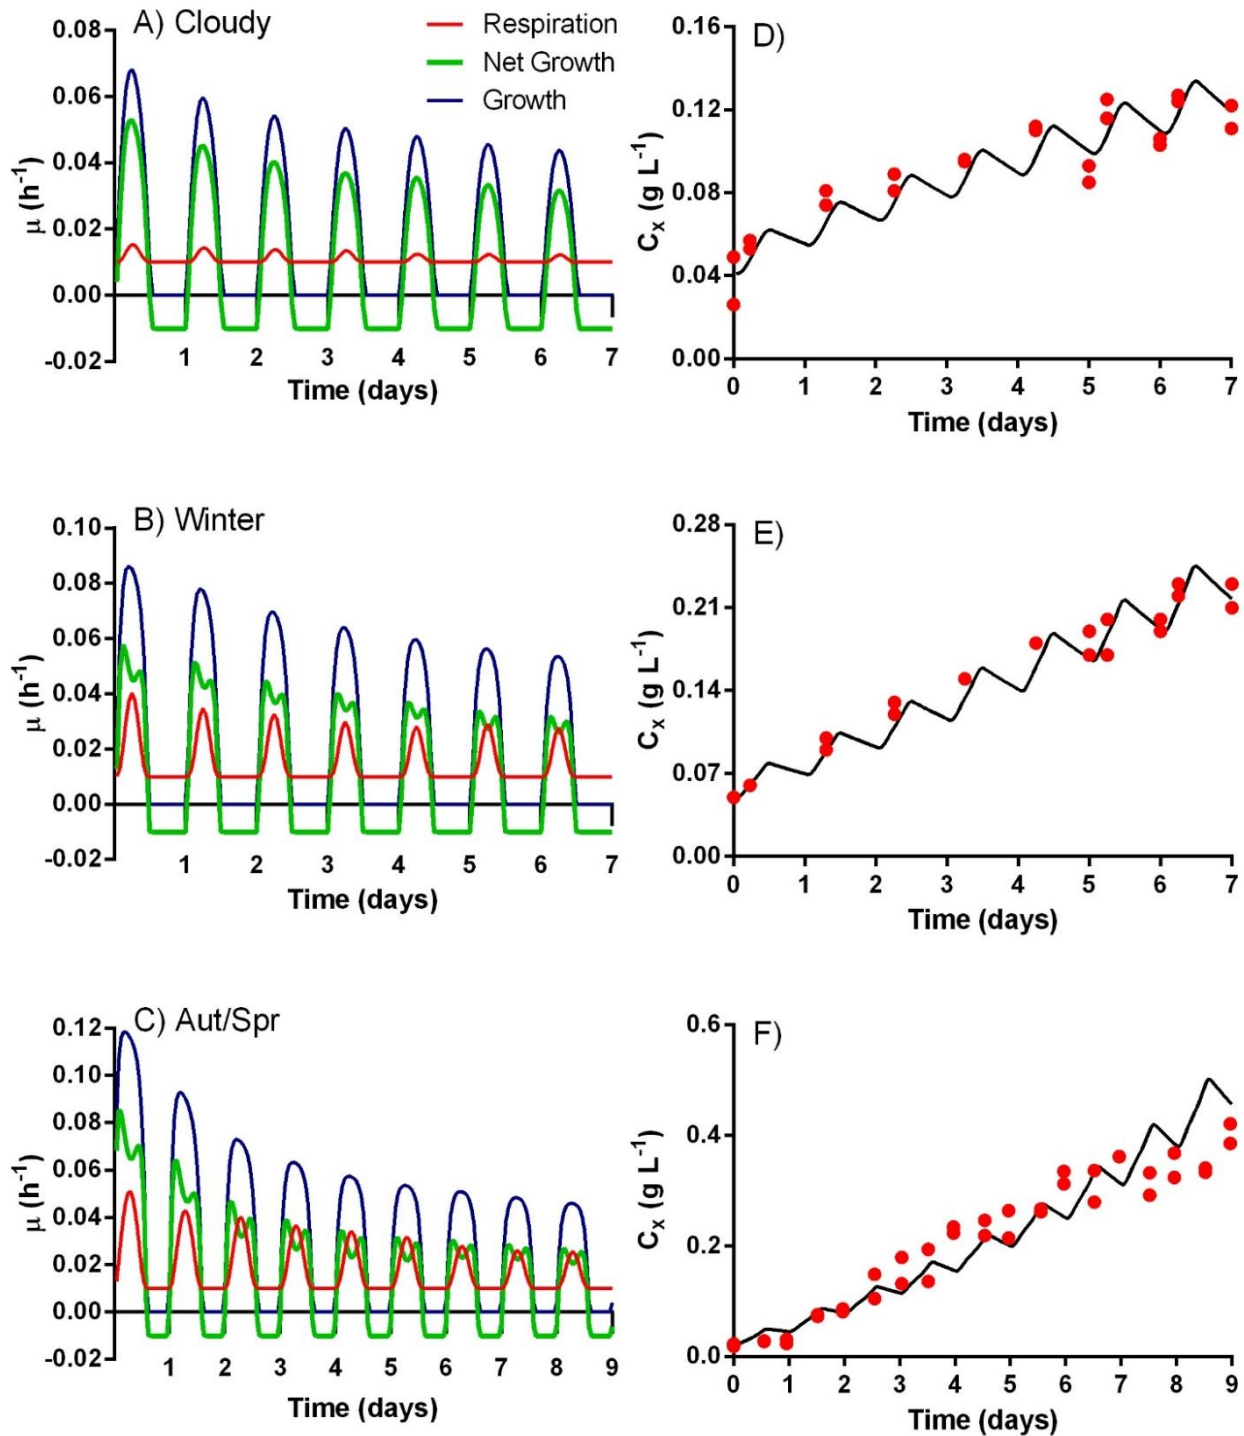 A) Cloudy
Respiration
Net Growth
Growth
0.08
0.06
0.04
0.02
0.00
-0.02
μ (h⁻¹)
1 2 3 4 5 6 7
Time (days)
D)
0.16
0.12
0.08
0.04
0.00
Cₓ (g L⁻¹)
0 1 2 3 4 5 6 7
Time (days)
B) Winter
0.10
0.08
0.06
0.04
0.02
0.00
-0.02
μ (h⁻¹)
1 2 3 4 5 6 7
Time (days)
E)
0.28
0.21
0.14
0.07
0.00
Cₓ (g L⁻¹)
0 1 2 3 4 5 6 7
Time (days)
C) Aut/Spr
0.12
0.10
0.08
0.06
0.04
0.02
0.00
-0.02
μ (h⁻¹)
1 2 3 4 5 6 7 8 9
Time (days)
F)
0.6
0.4
0.2
0.0
Cₓ (g L⁻¹)
0 1 2 3 4 5 6 7 8 9
Time (days)